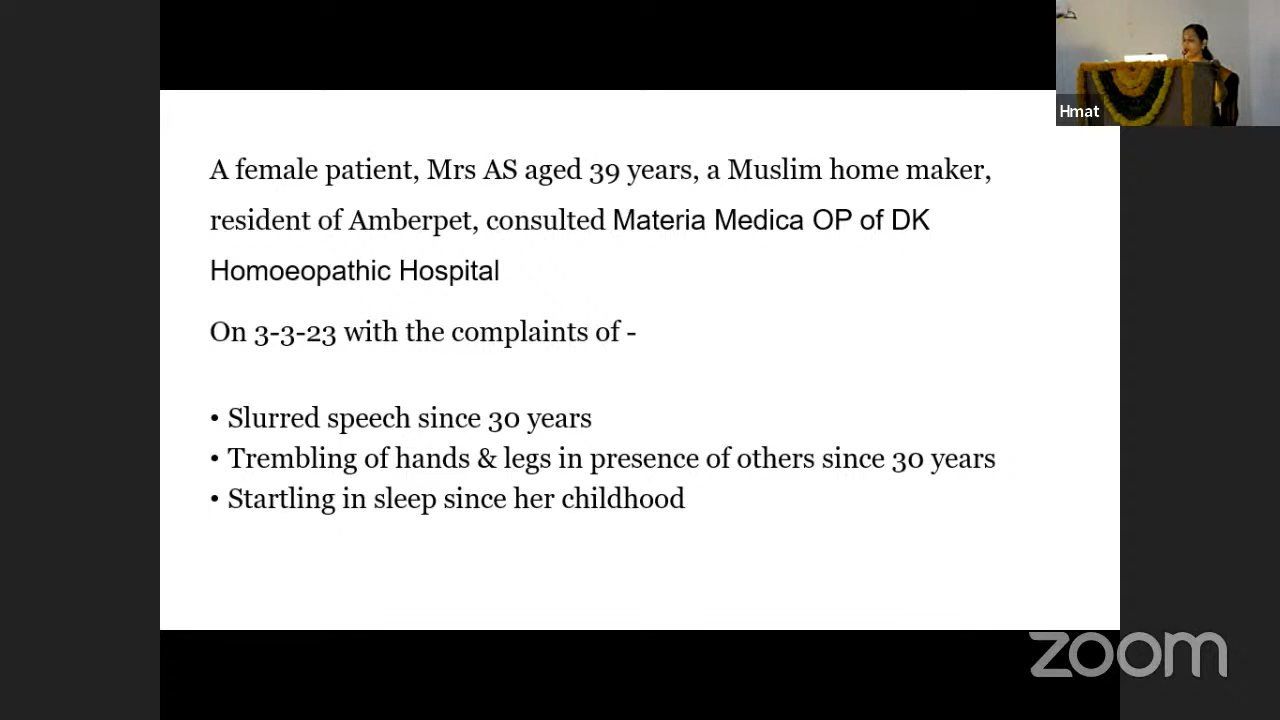 Hmat
A female patient, Mrs AS aged 39 years, a Muslim home maker,
resident of Amberpet, consulted Materia Medica OP of DK
Homoeopathic Hospital
On 3-3-23 with the complaints of -
• Slurred speech since 30 years
• Trembling of hands & legs in presence of others since 30 years
• Startling in sleep since her childhood
zoom